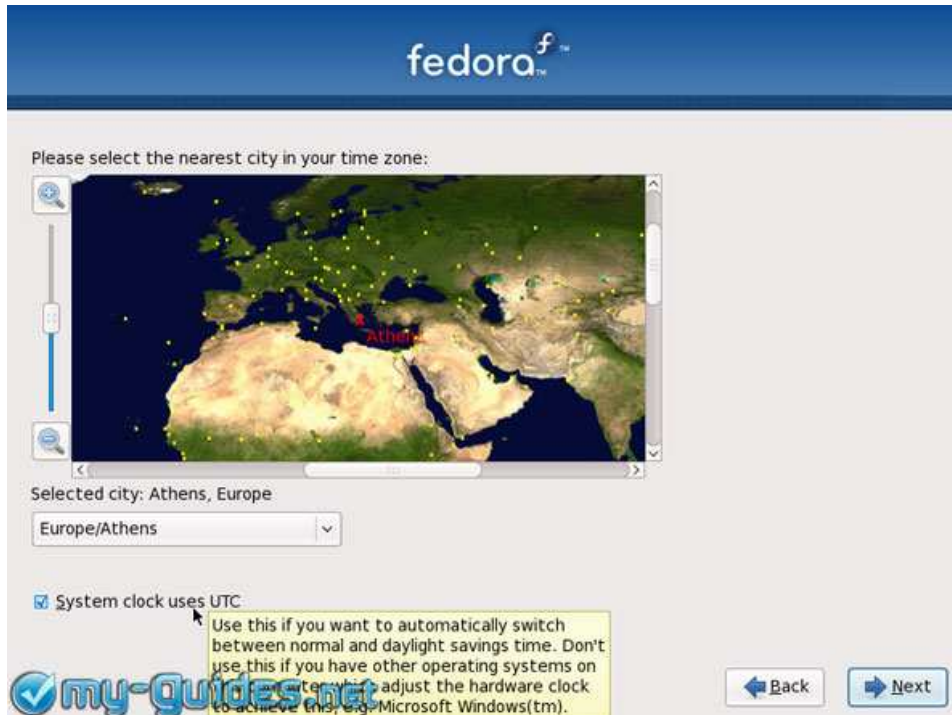 fedora
Please select the nearest city in your time zone:
Athens
Selected city: Athens, Europe
Europe/Athens
System clock uses UTC
Use this if you want to automatically switch
between normal and daylight savings time. Don't
use this if you have other operating systems on
adjust the hardware clock
to achieve this, e.g. Microsoft Windows(tm).
my-guides.net
Back
Next